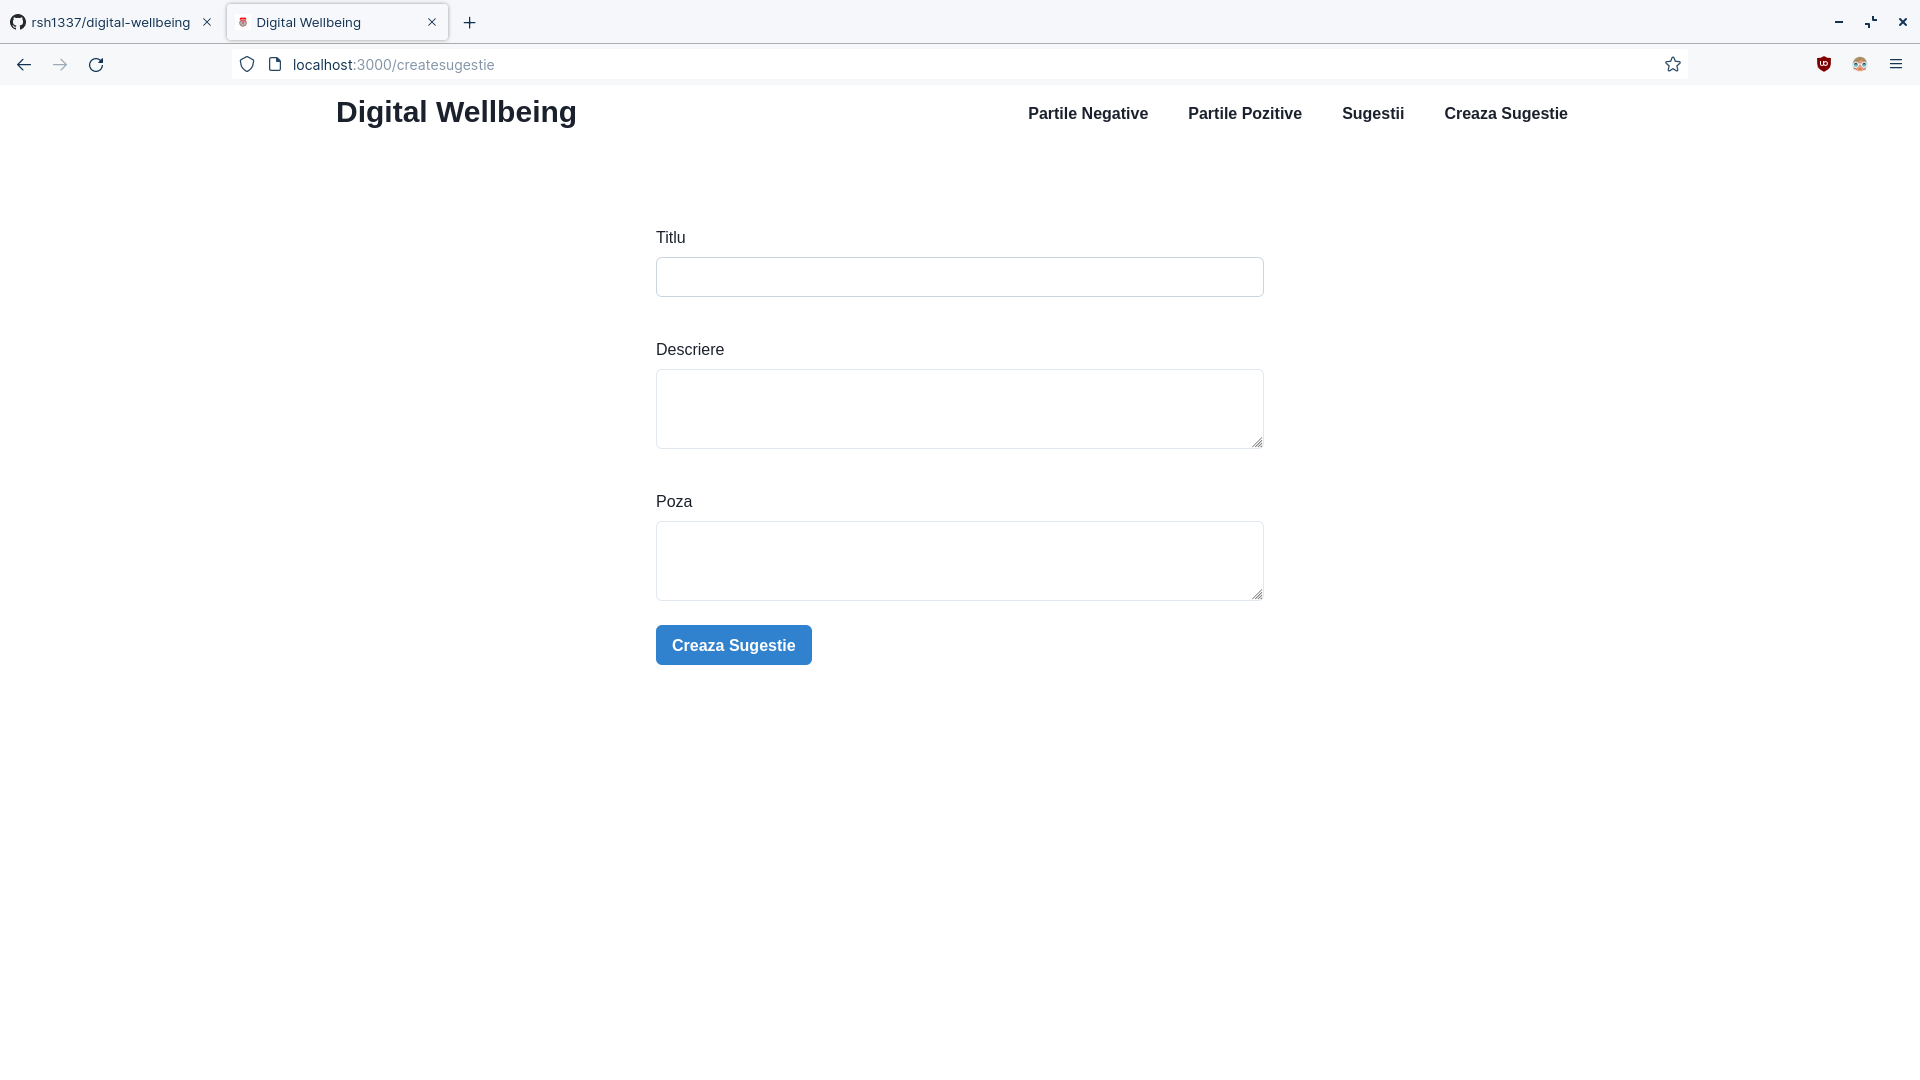 rsh1337/digital-wellbeing
Digital Wellbeing
localhost:3000/createsugestie
Digital Wellbeing
Partile Negative
Partile Pozitive
Sugestii
Creaza Sugestie
Titlu
Descriere
Poza
Creaza Sugestie